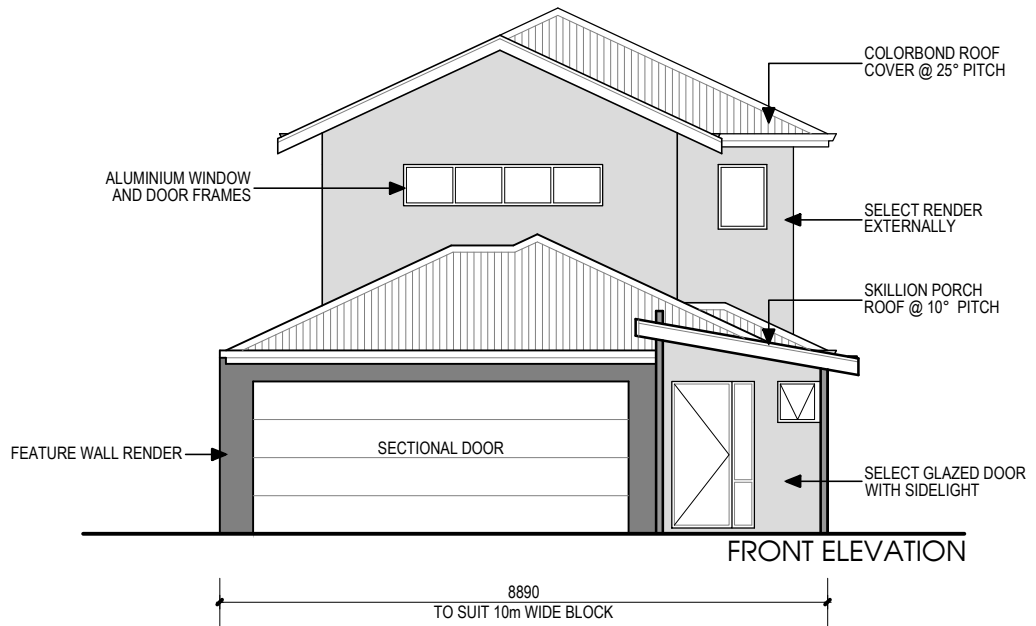 COLORBOND ROOF
COVER @ 25° PITCH
ALUMINIUM WINDOW
AND DOOR FRAMES
SELECT RENDER
EXTERNALLY
SKILLION PORCH
ROOF @ 10° PITCH
FEATURE WALL RENDER
SECTIONAL DOOR
SELECT GLAZED DOOR
WITH SIDELIGHT
FRONT ELEVATION
8890
TO SUIT 10m WIDE BLOCK